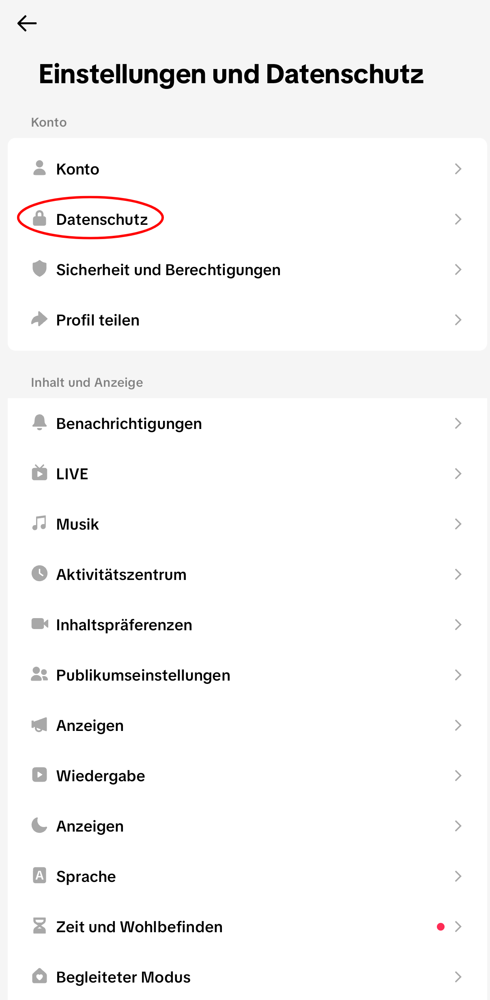 Einstellungen und Datenschutz
Konto
Konto
Datenschutz
Sicherheit und Berechtigungen
Profil teilen
Inhalt und Anzeige
Benachrichtigungen
LIVE
Musik
Aktivitätszentrum
Inhaltspräferenzen
Publikumseinstellungen
Anzeigen
Wiedergabe
Anzeigen
A Sprache
Zeit und Wohlbefinden
Begleiteter Modus